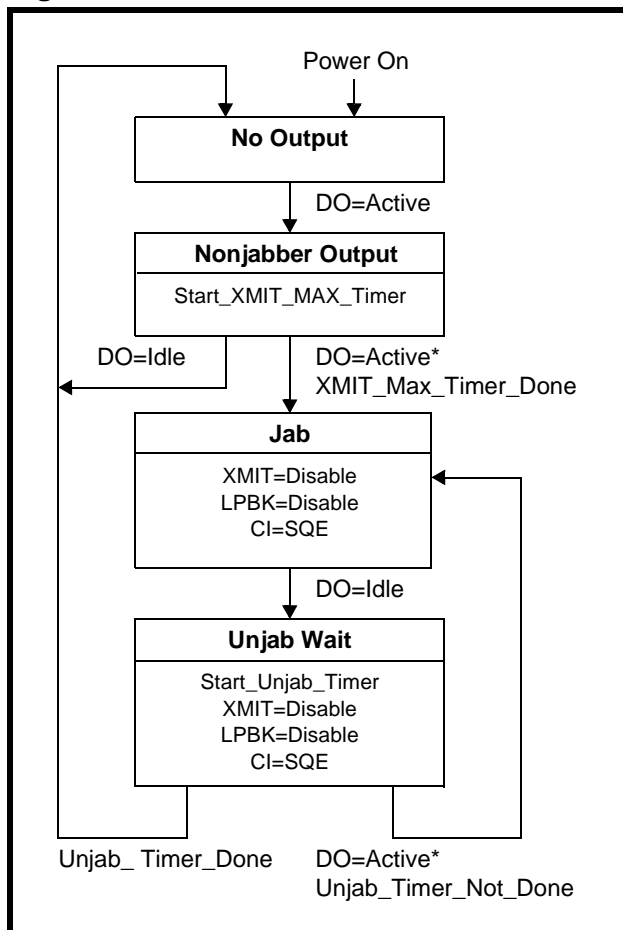 Power On
No Output
DO=Active
Nonjabber Output
Start_XMIT_MAX_Timer
DO=Idle
DO=Active*
XMIT_Max_Timer_Done
Jab
XMIT=Disable
LPBK=Disable
CI=SQE
DO=Idle
Unjab Wait
Start_Unjab_Timer
XMIT=Disable
LPBK=Disable
CI=SQE
Unjab_ Timer_Done
DO=Active*
Unjab_Timer_Not_Done